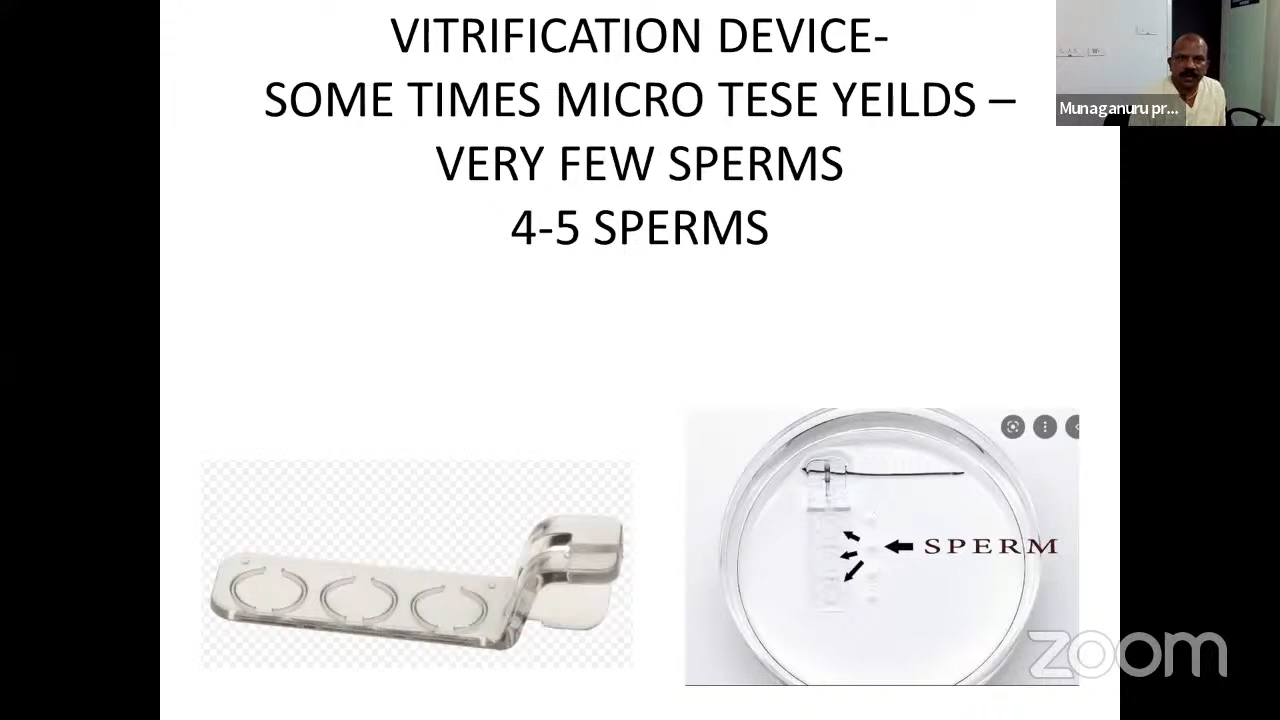 VITRIFICATION DEVICE-
SOME TIMES MICRO TESE YEILDS –
VERY FEW SPERMS
4-5 SPERMS
Munaganuru pr...
SPERM
zoom